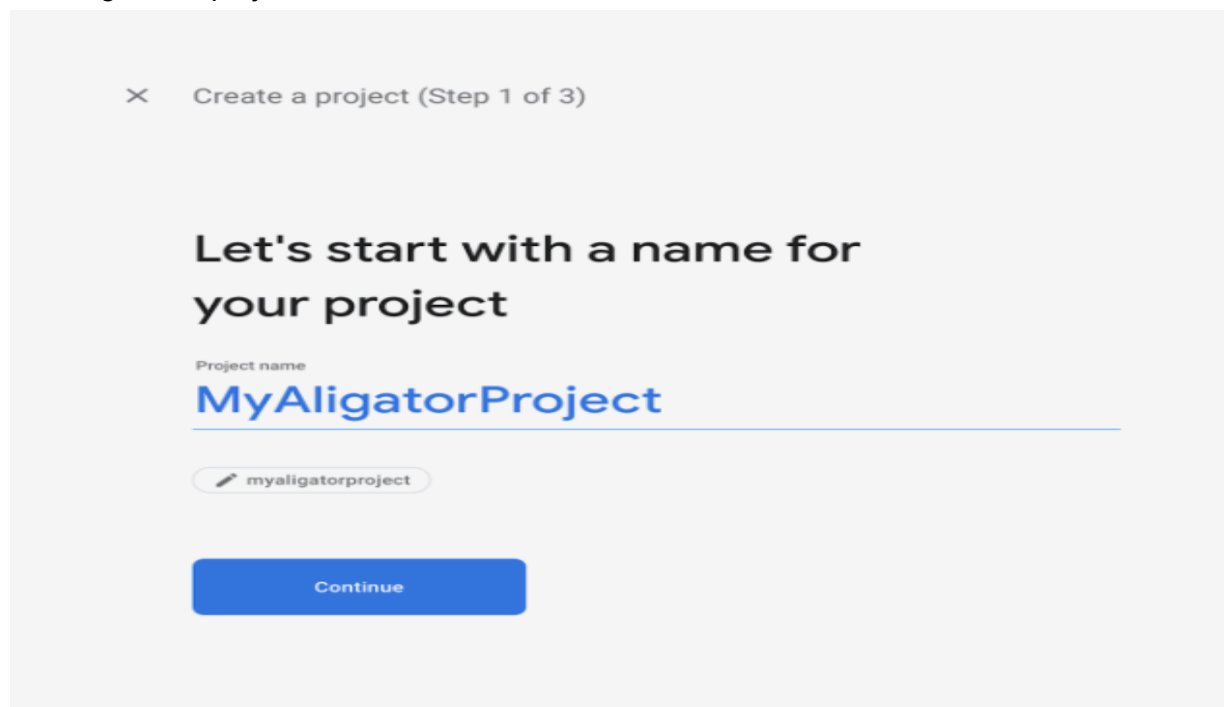 Create a project (Step 1 of 3)
Let's start with a name for
your project
Project name
MyAligatorProject
myaligatorproject
Continue